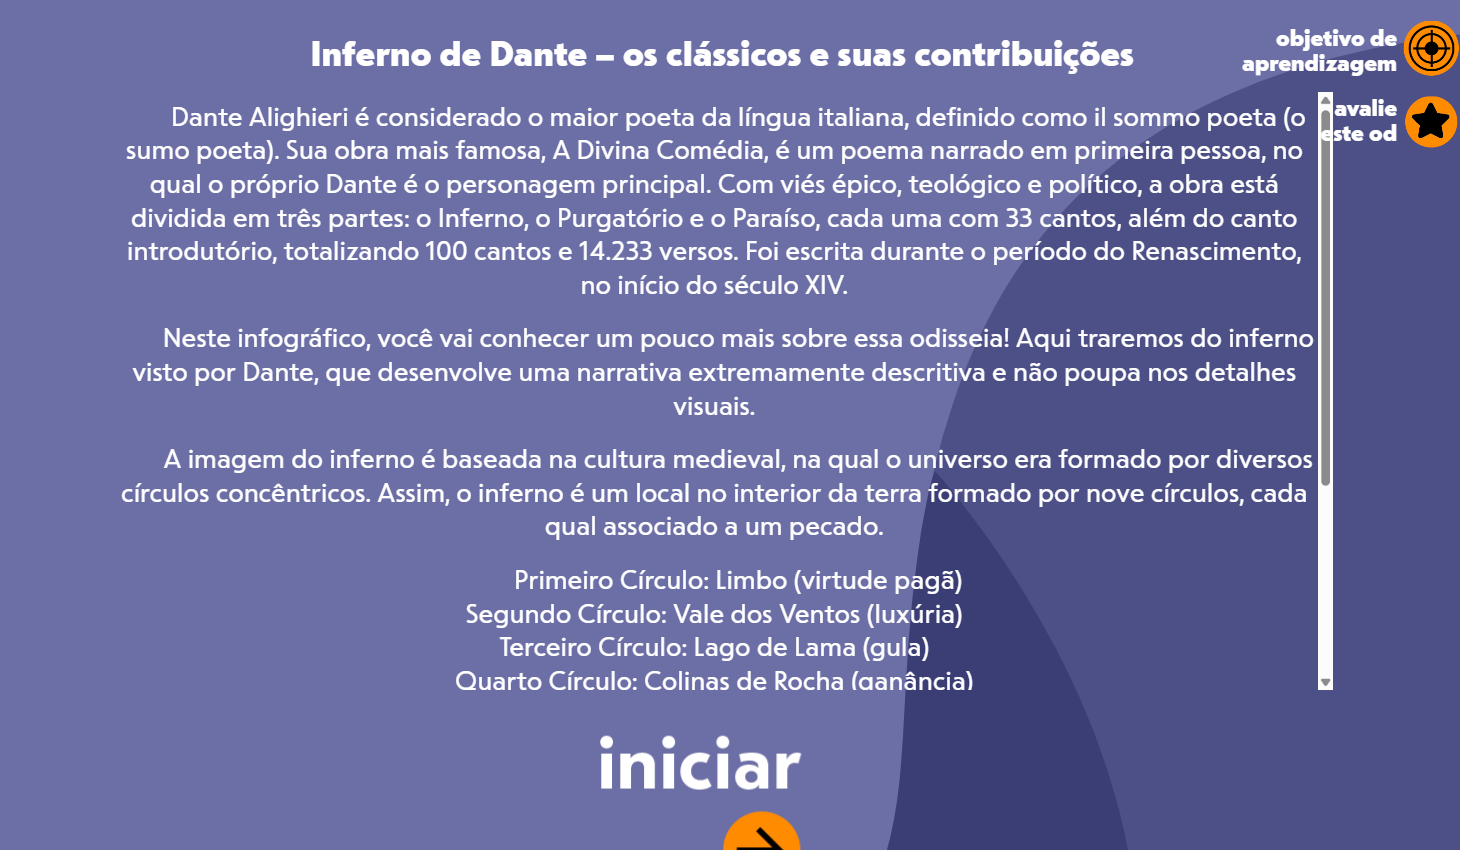 Inferno de Dante – os clássicos e suas contribuições
objetivo de
aprendizagem
avalie
este od
Dante Alighieri é considerado o maior poeta da língua italiana, definido como il sommo poeta (o
sumo poeta). Sua obra mais famosa, A Divina Comédia, é um poema narrado em primeira pessoa, no
qual o próprio Dante é o personagem principal. Com viés épico, teológico e político, a obra está
dividida em três partes: o Inferno, o Purgatório e o Paraíso, cada uma com 33 cantos, além do canto
introdutório, totalizando 100 cantos e 14.233 versos. Foi escrita durante o período do Renascimento,
no início do século XIV.
Neste infográfico, você vai conhecer um pouco mais sobre essa odisseia! Aqui traremos do inferno
visto por Dante, que desenvolve uma narrativa extremamente descritiva e não poupa nos detalhes
visuais.
A imagem do inferno é baseada na cultura medieval, na qual o universo era formado por diversos
círculos concêntricos. Assim, o inferno é um local no interior da terra formado por nove círculos, cada
qual associado a um pecado.
Primeiro Círculo: Limbo (virtude pagã)
Segundo Círculo: Vale dos Ventos (luxúria)
Terceiro Círculo: Lago de Lama (gula)
Quarto Círculo: Colinas de Rocha (ganância)
iniciar